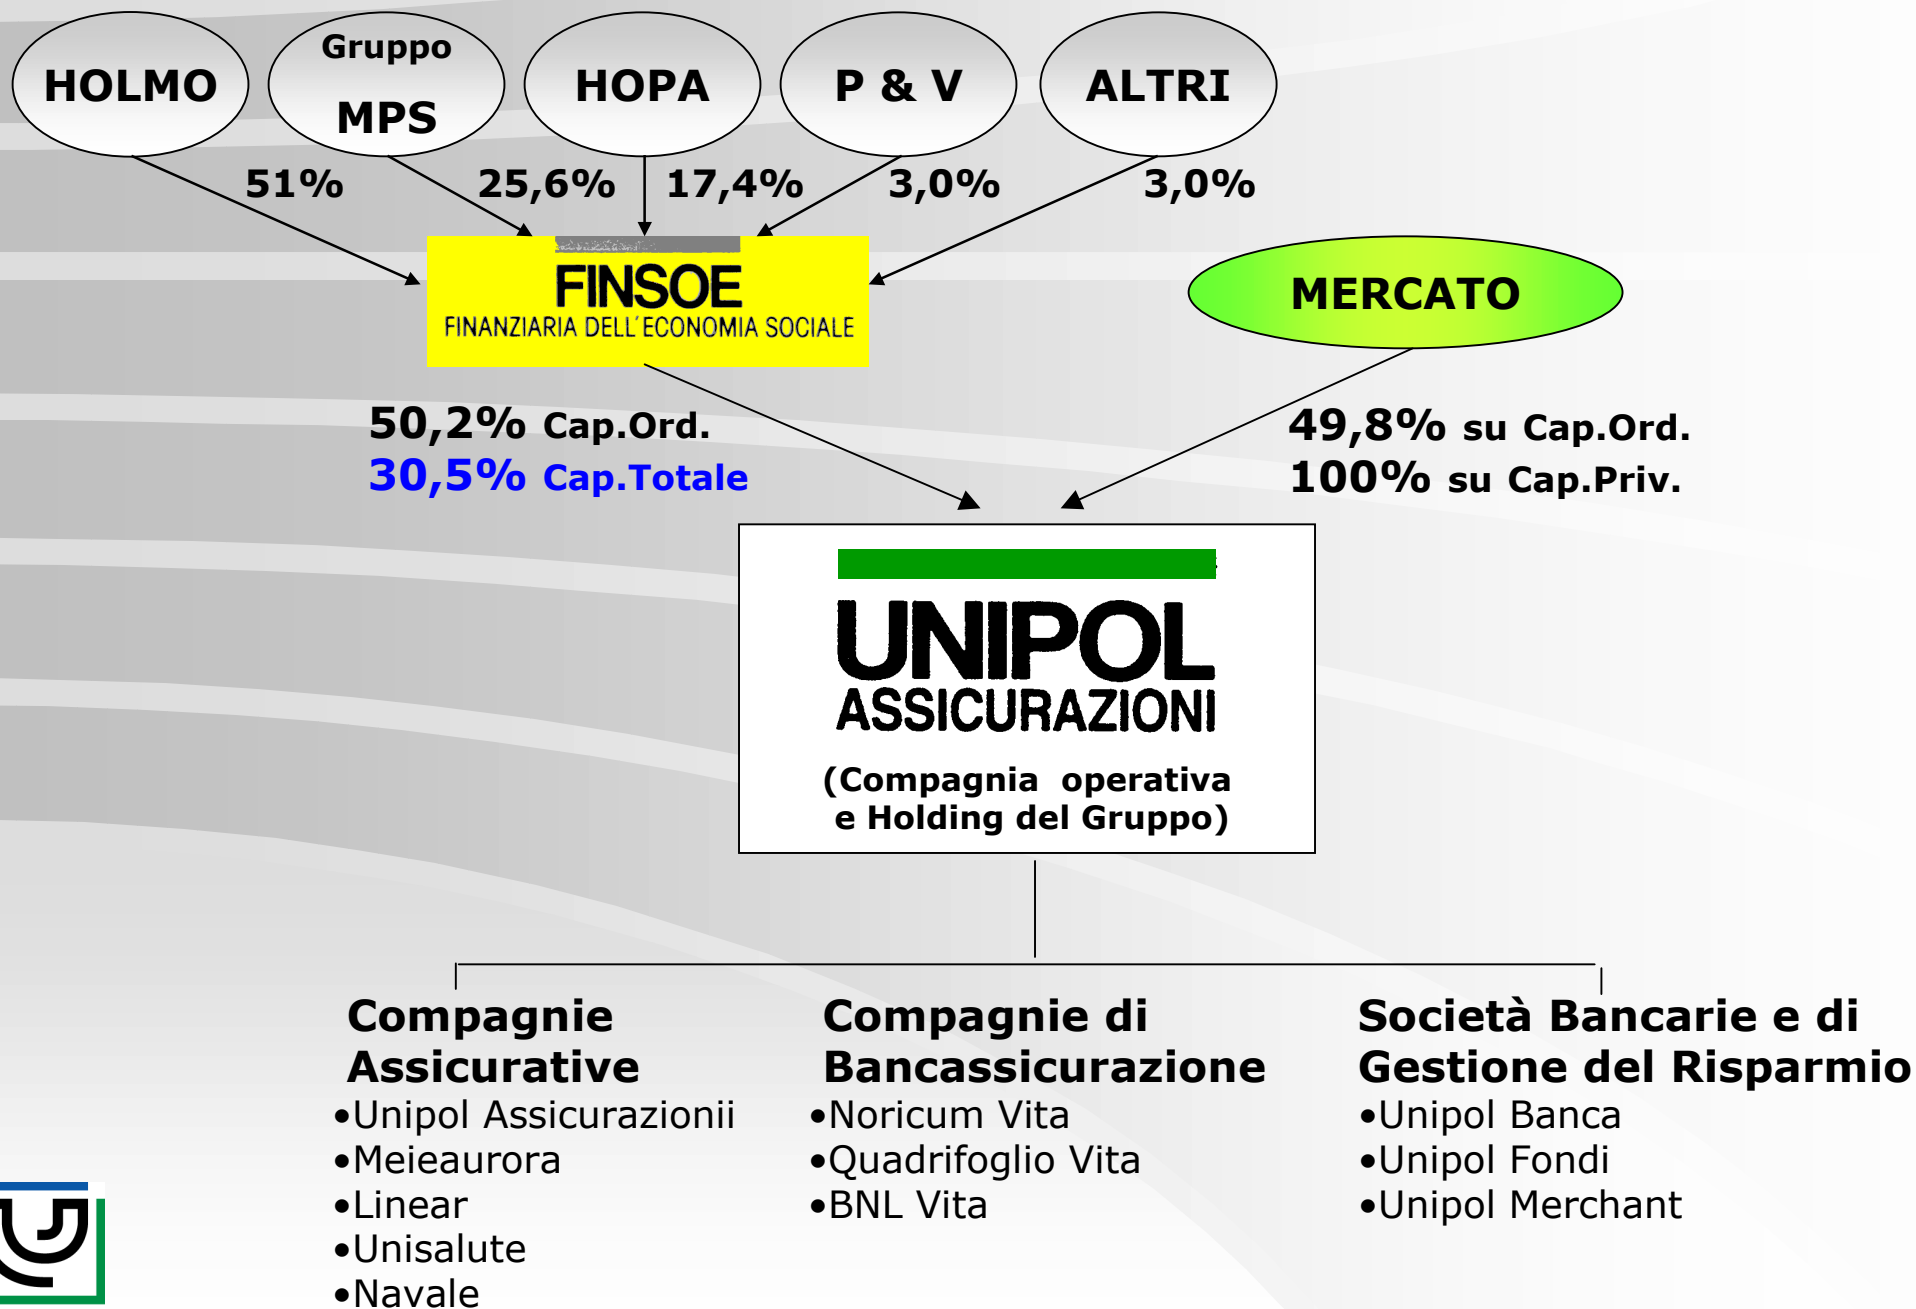 HOLMO
Gruppo
MPS
HOPA
P & V
ALTRI
51%
25,6%
17,4%
3,0%
3,0%
FINSOE
FINANZIARIA DELL'ECONOMIA SOCIALE
MERCATO
50,2% Cap.Ord.
30,5% Cap.Totale
49,8% su Cap.Ord.
100% su Cap.Priv.
UNIPOL
ASSICURAZIONI
(Compagnia operativa
e Holding del Gruppo)
Compagnie
Assicurative
•Unipol Assicurazionii
•Meieaurora
•Linear
•Unisalute
•Navale
Compagnie di
Bancassicurazione
•Noricum Vita
•Quadrifoglio Vita
•BNL Vita
Società Bancarie e di
Gestione del Risparmio
•Unipol Banca
•Unipol Fondi
•Unipol Merchant